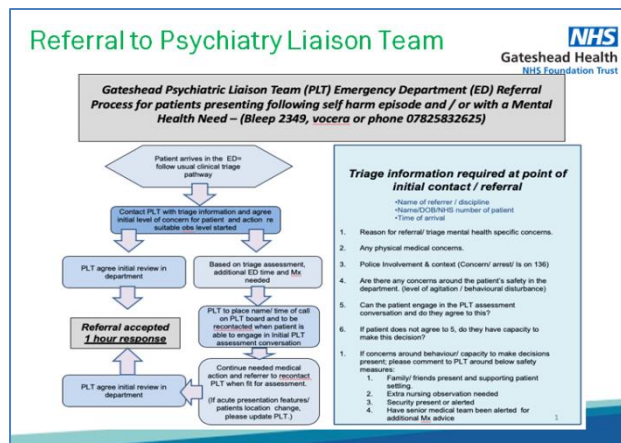 Referral to Psychiatry Liaison Team
NHS
Gateshead Health
NHS Foundation Trust
Gateshead Psychiatric Liaison Team (PLT) Emergency Department (ED) Referral
Process for patients presenting following self harm episode and / or with a Mental
Health Need – (Bleep 2349, vocera or phone 07825832625)
Patient arrives in the ED=
follow usual clinical triage
pathway
Contact PLT with triage information and agree
initial level of concern for patient and action re
suitable obs level started
PLT agree initial review in
department
Referral accepted
1 hour response
PLT agree initial review in
department
Based on triage assessment,
additional ED time and Mx
needed
PLT to place name/ time of call
on PLT board and to be
recontacted when patient is
able to engage in Initial PLT
assessment conversation
Continue needed medical
action and referrer to recontact
PLT when fit for assessment.
(If acute presentation features/
patients location change,
please update PLT.)
Triage information required at point of
initial contact / referral
•Name of referrer / discipline
•Name/DOB/NHS number of patient
•Time of arrival
1. Reason for referral/ triage mental health specific concerns.
2. Any physical medical concerns.
3. Police Involvement & context (Concern/ arrest/ Is on 136)
4. Are there any concerns around the patient's safety in the
department. (level of agitation / behavioural disturbance)
5. Can the patient engage in the PLT assessment
conversation and do they agree to this?
6. If patient does not agree to 5, do they have capacity to
make this decision?
1. If concerns around behaviour/ capacity to make decisions
present; please comment to PLT around below safety
measures:
1. Family/ friends present and supporting patient
settling.
2. Extra nursing observation needed
3. Security present or alerted
4. Have senior medical team been alerted for
additional Mx advice
1